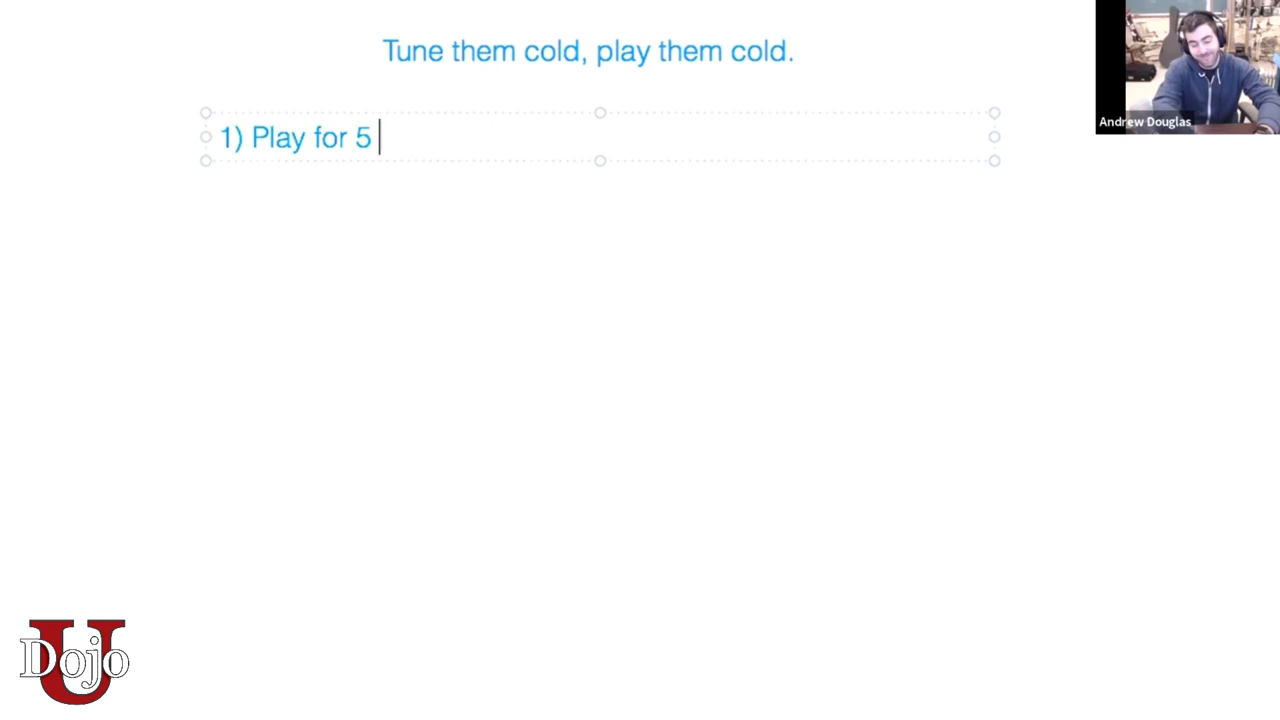 Tune them cold, play them cold.
Andrew Douglas
1) Play for 5
U
Dojo